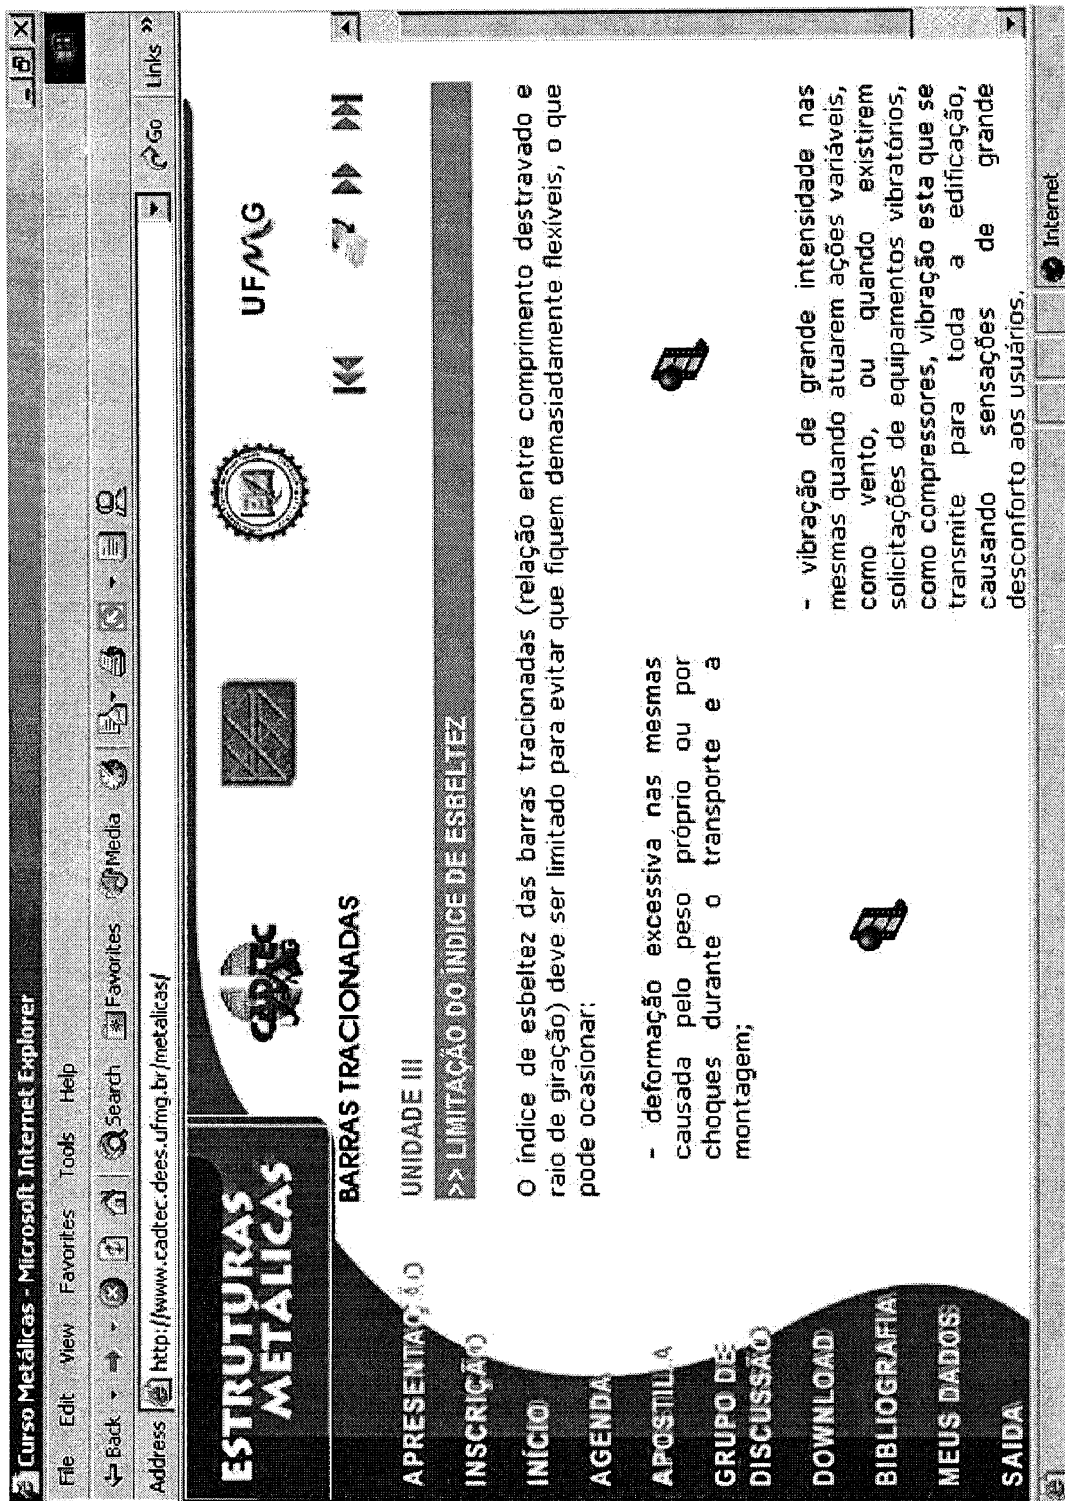 Curso Metálicas - Microsoft Internet Explorer
File Edit View Favorites Tools Help
Back Search Favorites Media
Address http://www.cadtec.dees.ufmg.br/metalicas/ Go Links »
ESTRUTURAS
METÁLICAS
CADTEC
UFMG
BARRAS TRACIONADAS
APRESENTAÇÃO
INSCRIÇÃO
INÍCIO
AGENDA
APOSTILA
GRUPO DE
DISCUSSÃO
DOWNLOAD
BIBLIOGRAFIA
MEUS DADOS
SAIDA
UNIDADE III
>> LIMITAÇÃO DO ÍNDICE DE ESBELTEZ
O índice de esbeltez das barras tracionadas (relação entre comprimento destravado e
raio de giração) deve ser limitado para evitar que fiquem demasiadamente flexíveis, o que
pode ocasionar:
- deformação excessiva nas mesmas
causada pelo peso próprio ou por
choques durante o transporte e a
montagem;
- vibração de grande intensidade nas
mesmas quando atuarem ações variáveis,
como vento, ou quando existirem
solicitações de equipamentos vibratórios,
como compressores, vibração esta que se
transmite para toda a edificação,
causando sensações de grande
desconforto aos usuários.
Internet